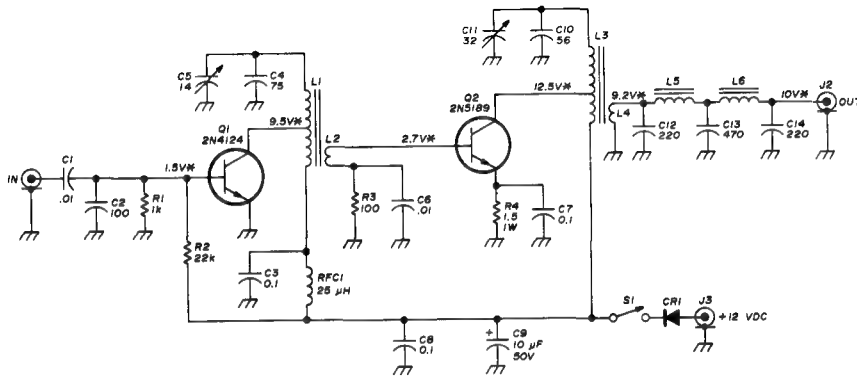 C11
32
C10
56
L3
C5
14
C4
75
L1
Q2
2N5189
12.5V*
9.2V*
L5
L6
10V*
J2
OUT
Q1
2N4124
9.5V*
L2
2.7V*
L4
C12
220
C13
470
C14
220
IN
C1
.01
1.5V*
C2
100
R1
1k
R3
100
C6
.01
R4
1.5
1W
C7
0.1
R2
22k
C3
0.1
RFC1
25 µH
S1
CR1
J3
+12 VDC
C8
0.1
+
C9
10 µF
50V